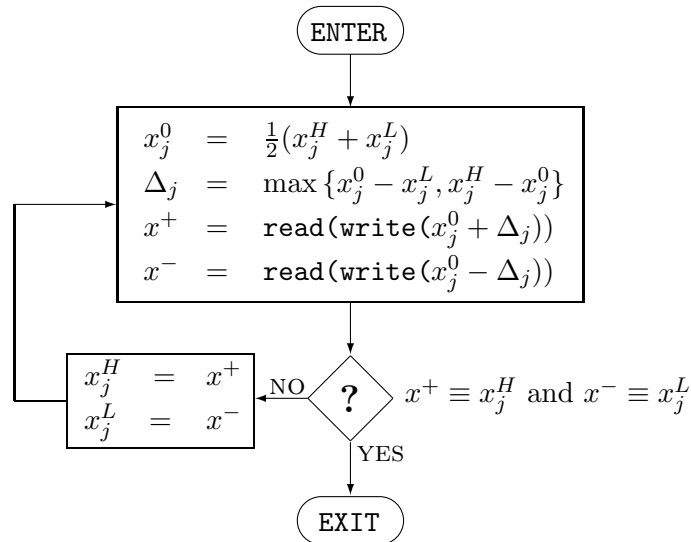 ENTER
x_j^0 = \frac{1}{2}(x_j^H + x_j^L)
Δ_j = max {x_j^0 − x_j^L, x_j^H − x_j^0}
x^+ = read(write(x_j^0 + Δ_j))
x^- = read(write(x_j^0 − Δ_j))
x_j^H = x^+
x_j^L = x^-
NO
?
x^+ ≡ x_j^H and x^- ≡ x_j^L
YES
EXIT